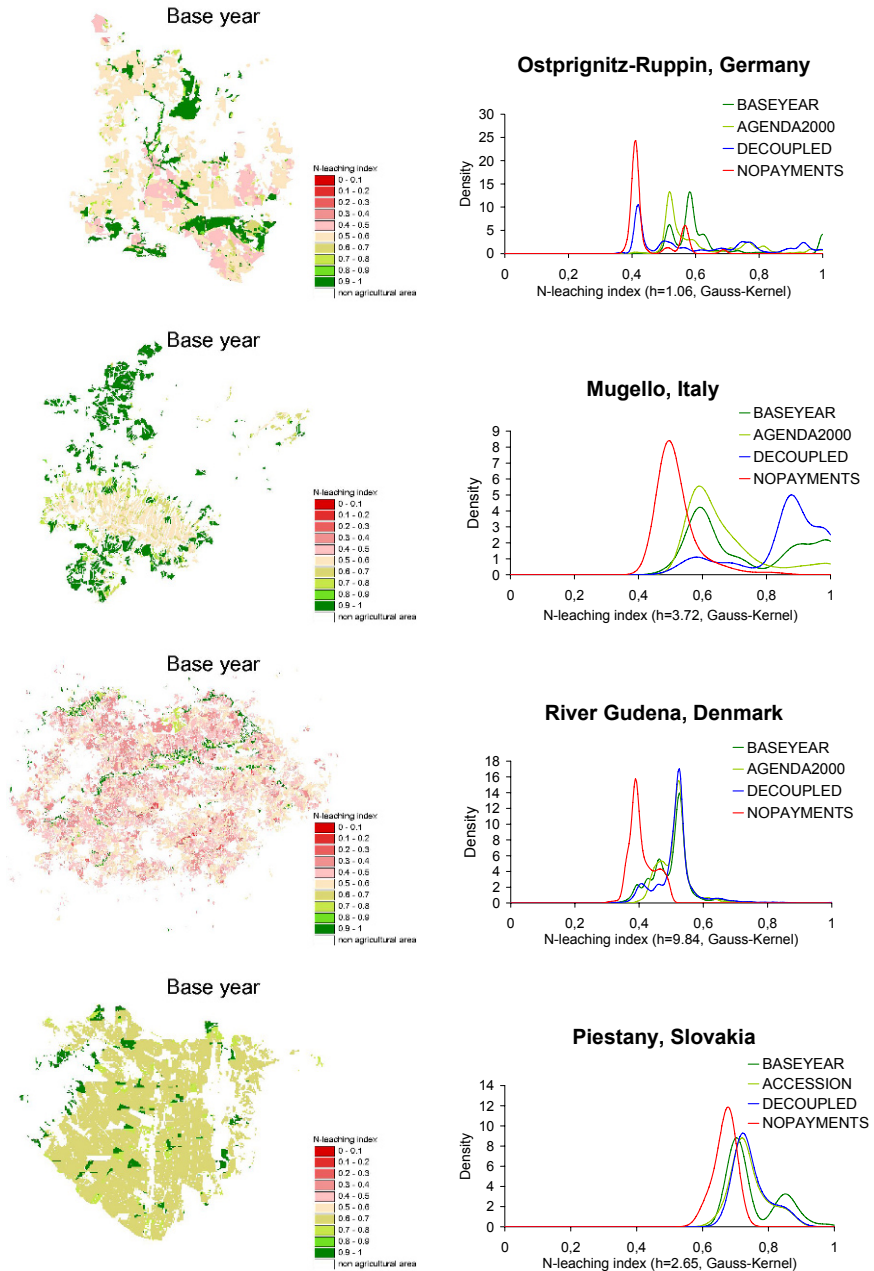 Base year
N-leaching index
0 - 0.1
0.1 - 0.2
0.2 - 0.3
0.3 - 0.4
0.4 - 0.5
0.5 - 0.6
0.6 - 0.7
0.7 - 0.8
0.8 - 0.9
0.9 - 1
non agricultural area
Ostprignitz-Ruppin, Germany
BASEYEAR
AGENDA2000
DECOUPLED
NOPAYMENTS
Density
30
25
20
15
10
5
0
0 0,2 0,4 0,6 0,8 1
N-leaching index (h=1.06, Gauss-Kernel)
Base year
N-leaching index
0 - 0.1
0.1 - 0.2
0.2 - 0.3
0.3 - 0.4
0.4 - 0.5
0.5 - 0.6
0.6 - 0.7
0.7 - 0.8
0.8 - 0.9
0.9 - 1
non agricultural area
Mugello, Italy
BASEYEAR
AGENDA2000
DECOUPLED
NOPAYMENTS
Density
9
8
7
6
5
4
3
2
1
0
0 0,2 0,4 0,6 0,8 1
N-leaching index (h=3.72, Gauss-Kernel)
Base year
N-leaching index
0 - 0.1
0.1 - 0.2
0.2 - 0.3
0.3 - 0.4
0.4 - 0.5
0.5 - 0.6
0.6 - 0.7
0.7 - 0.8
0.8 - 0.9
0.9 - 1
non agricultural area
River Gudena, Denmark
BASEYEAR
AGENDA2000
DECOUPLED
NOPAYMENTS
Density
18
16
14
12
10
8
6
4
2
0
0 0,2 0,4 0,6 0,8 1
N-leaching index (h=9.84, Gauss-Kernel)
Base year
N-leaching index
0 - 0.1
0.1 - 0.2
0.2 - 0.3
0.3 - 0.4
0.4 - 0.5
0.5 - 0.6
0.6 - 0.7
0.7 - 0.8
0.8 - 0.9
0.9 - 1
non agricultural area
Piestany, Slovakia
BASEYEAR
ACCESSION
DECOUPLED
NOPAYMENTS
Density
14
12
10
8
6
4
2
0
0 0,2 0,4 0,6 0,8 1
N-leaching index (h=2.65, Gauss-Kernel)